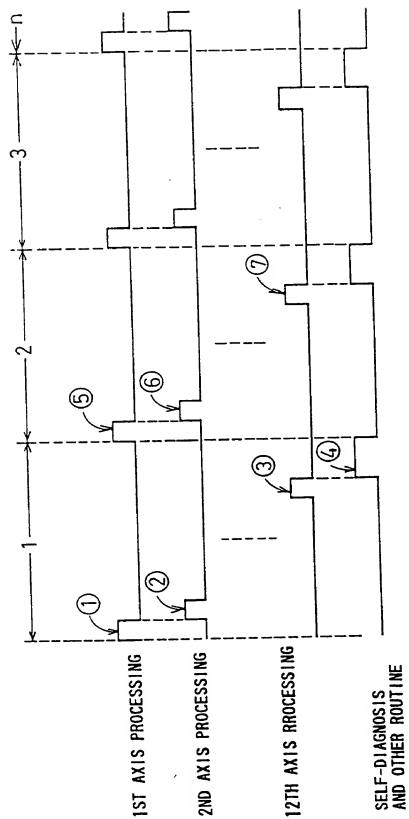 1
2
3
n
①
⑤
1ST AXIS PROCESSING
②
⑥
2ND AXIS PROCESSING
③
⑦
12TH AXIS RROCESSING
④
SELF-DIAGNOSIS
AND OTHER ROUTINE